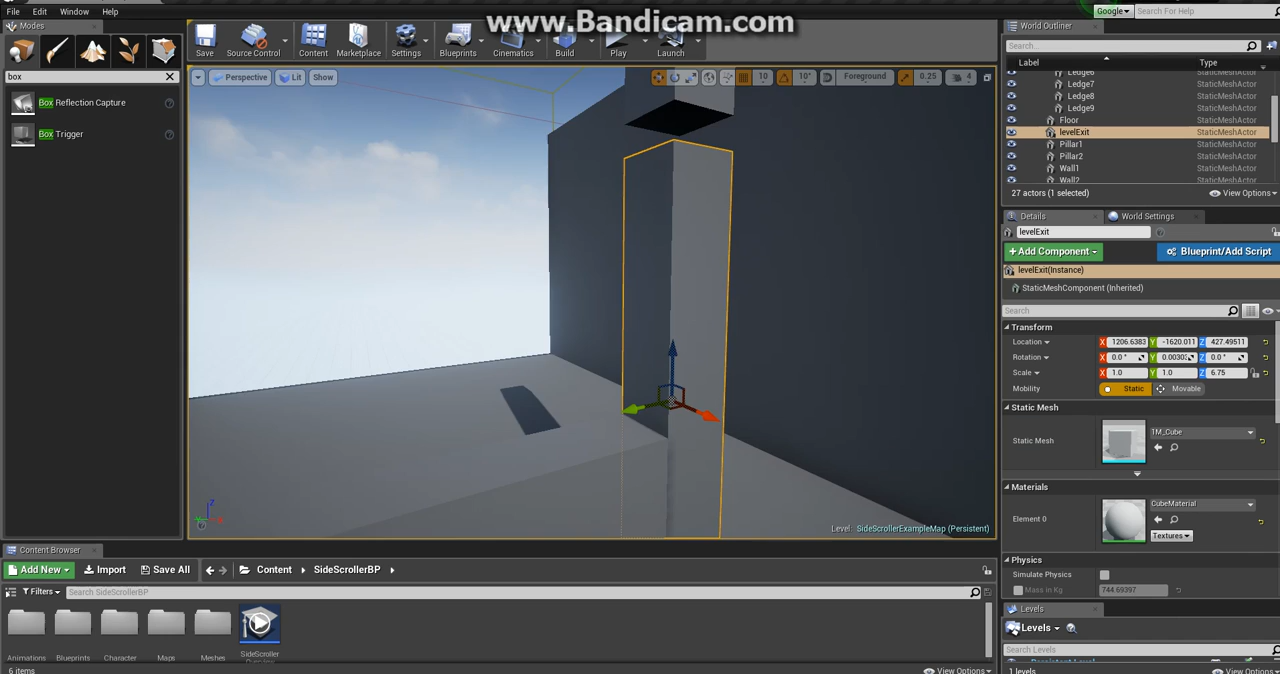 www.Bandicam.com
File Edit Window Help
Google
Search For Help
Modes
box
Box Reflection Capture
Box Trigger
Save
Source Control
Content
Marketplace
Settings
Blueprints
Cinematics
Build
Play
Launch
Perspective
Lit
Show
10
10°
Foreground
0.25
4
Level: SideScrollerExampleMap (Persistent)
World Outliner
Search...
Label Type
Ledge6 StaticMeshActor
Ledge7 StaticMeshActor
Ledge8 StaticMeshActor
Ledge9 StaticMeshActor
Floor StaticMeshActor
levelExit StaticMeshActor
Pillar1 StaticMeshActor
Pillar2 StaticMeshActor
Wall1 StaticMeshActor
Wall2 StaticMeshActor
27 actors (1 selected)
View Options
Details
World Settings
levelExit
+Add Component
Blueprint/Add Script
levelExit(Instance)
StaticMeshComponent (Inherited)
Search
Transform
Location X 1206.6383 Y -1620.011 Z 427.49511
Rotation X 0.0 ° Y 0.0030 Z 0.0 °
Scale X 1.0 Y 1.0 Z 6.75
Mobility Static Movable
Static Mesh
Static Mesh
1M_Cube
Materials
Element 0
CubeMaterial
Textures
Physics
Simulate Physics
Mass in Kg 744.69397
Levels
Levels
Search Levels
Persistent Level
1 levels
View Options
Content Browser
Add New
Import
Save All
Content
SideScrollerBP
Filters
Search SideScrollerBP
Animations
Blueprints
Character
Maps
Meshes
SideScroller
Overview
6 items
View Options
Z
X